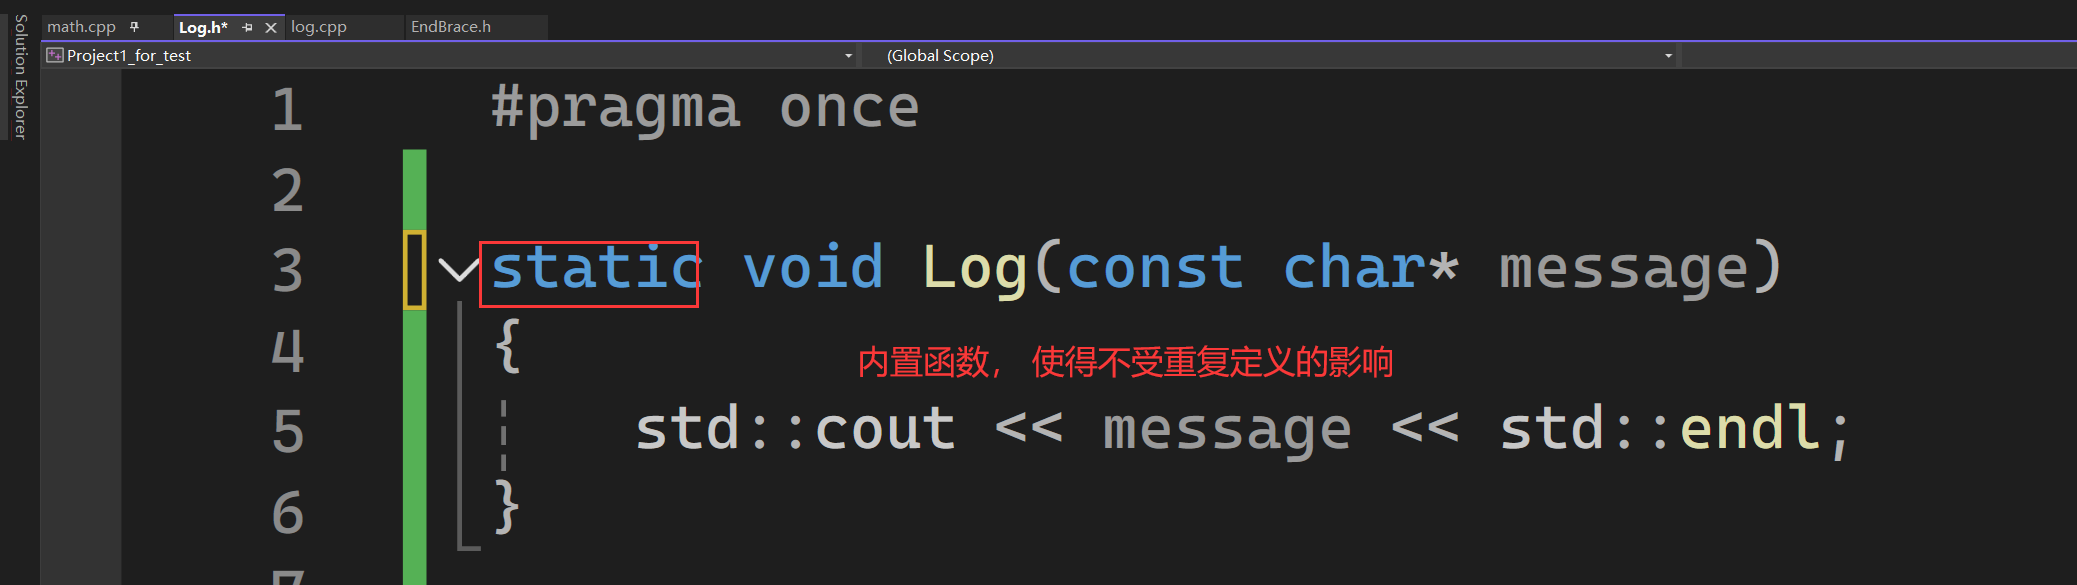 Solution Explorer
math.cpp Log.h* log.cpp EndBrace.h
Project1_for_test (Global Scope)
1 #pragma once
2
3 static void Log(const char* message)
4 {
内置函数， 使得不受重复定义的影响
5 std::cout << message << std::endl;
6 }
7